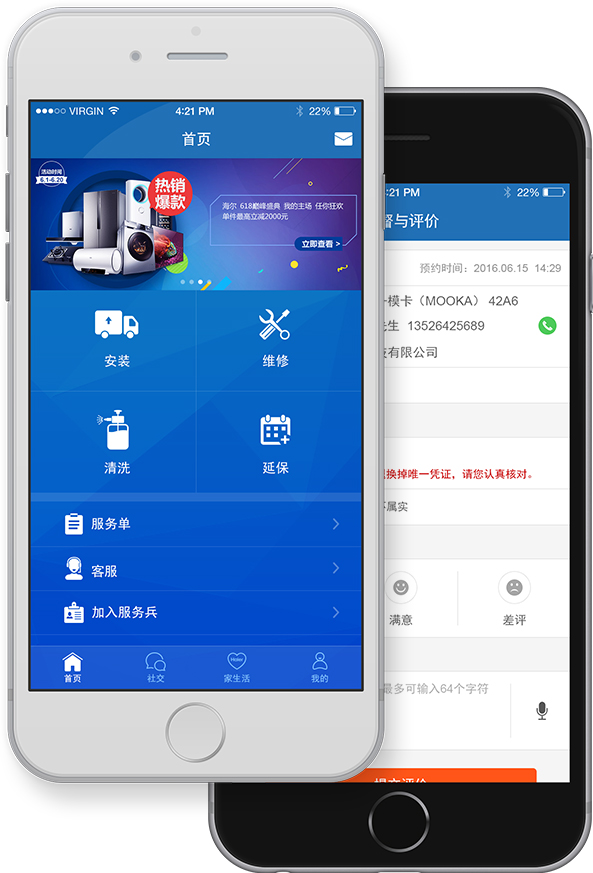 VIRGIN
4:21 PM
22%
首页
活动时间
6.1-6.20
热销
爆款
海尔 618巅峰盛典 我的主场 任你狂欢
单件最高立减2000元
立即查看 >
安装
维修
清洗
延保
服务单
客服
加入服务兵
首页
社交
Haier
家生活
我的
:21 PM
22%
与评价
预约时间：2016.06.15 14:29
模卡（MOOKA） 42A6
先生 13526425689
有限公司
换掉唯一凭证，请您认真核对。
属实
满意
差评
最多可输入64个字符
提交评价